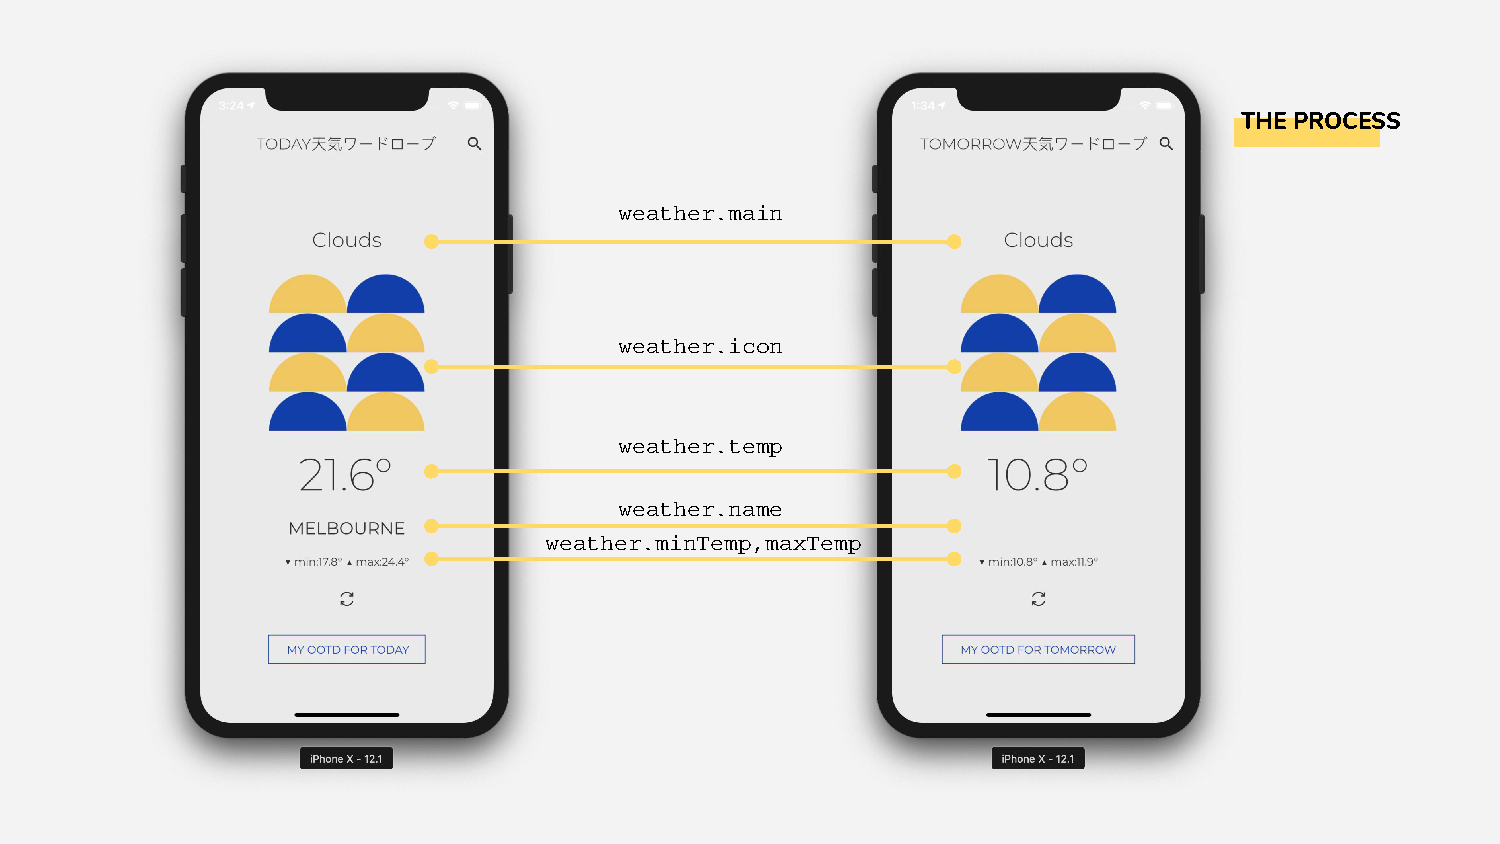 3:24
TODAY天気ワードローブ
Clouds
21.6°
MELBOURNE
▼ min:17.8° ▲ max:24.4°
MY OOTD FOR TODAY
iPhone X - 12.1
weather.main
weather.icon
weather.temp
weather.name
weather.minTemp,maxTemp
1:34
TOMORROW天気ワードローブ
Clouds
10.8°
▼ min:10.8° ▲ max:11.9°
MY OOTD FOR TOMORROW
iPhone X - 12.1
THE PROCESS